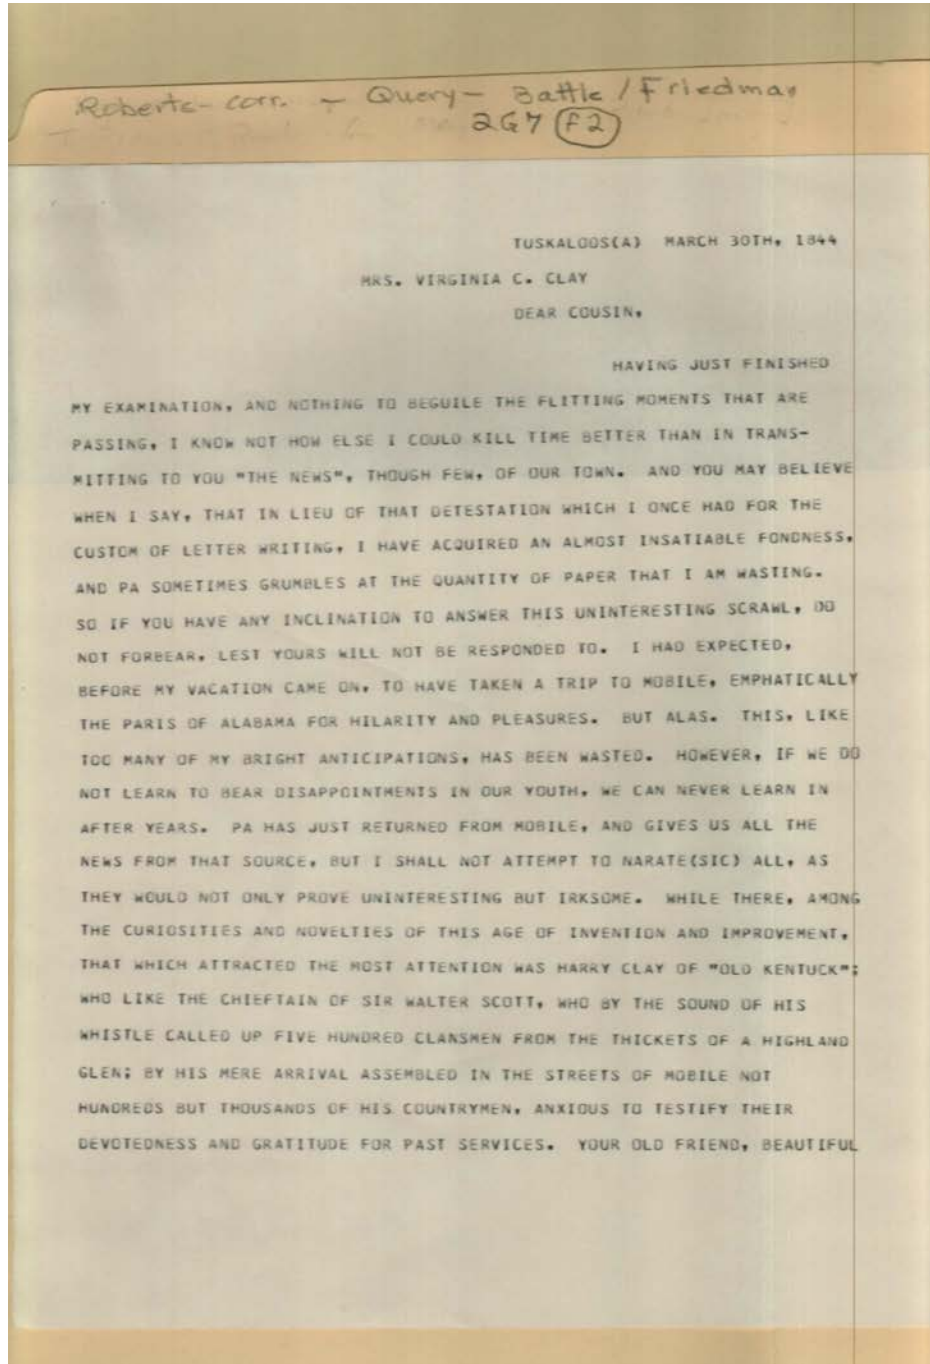 Roberts - corr. - Query - Battle / Friedman
2G7 (F2)
TUSKALOOS(A) MARCH 30TH, 1844
MRS. VIRGINIA C. CLAY
DEAR COUSIN,
HAVING JUST FINISHED
MY EXAMINATION, AND NOTHING TO BEGUILE THE FLITTING MOMENTS THAT ARE
PASSING, I KNOW NOT HOW ELSE I COULD KILL TIME BETTER THAN IN TRANS-
MITTING TO YOU "THE NEWS", THOUGH FEW, OF OUR TOWN. AND YOU MAY BELIEVE
WHEN I SAY, THAT IN LIEU OF THAT DETESTATION WHICH I ONCE HAD FOR THE
CUSTOM OF LETTER WRITING, I HAVE ACQUIRED AN ALMOST INSATIABLE FONDNESS,
AND PA SOMETIMES GRUMBLES AT THE QUANTITY OF PAPER THAT I AM WASTING.
SO IF YOU HAVE ANY INCLINATION TO ANSWER THIS UNINTERESTING SCRAWL, DO
NOT FORBEAR, LEST YOURS WILL NOT BE RESPONDED TO. I HAD EXPECTED,
BEFORE MY VACATION CAME ON, TO HAVE TAKEN A TRIP TO MOBILE, EMPHATICALLY
THE PARIS OF ALABAMA FOR HILARITY AND PLEASURES. BUT ALAS. THIS, LIKE
TOO MANY OF MY BRIGHT ANTICIPATIONS, HAS BEEN WASTED. HOWEVER, IF WE DO
NOT LEARN TO BEAR DISAPPOINTMENTS IN OUR YOUTH, WE CAN NEVER LEARN IN
AFTER YEARS. PA HAS JUST RETURNED FROM MOBILE, AND GIVES US ALL THE
NEWS FROM THAT SOURCE, BUT I SHALL NOT ATTEMPT TO NARATE(SIC) ALL, AS
THEY WOULD NOT ONLY PROVE UNINTERESTING BUT IRKSOME. WHILE THERE, AMONG
THE CURIOSITIES AND NOVELTIES OF THIS AGE OF INVENTION AND IMPROVEMENT,
THAT WHICH ATTRACTED THE MOST ATTENTION WAS HARRY CLAY OF "OLD KENTUCK";
WHO LIKE THE CHIEFTAIN OF SIR WALTER SCOTT, WHO BY THE SOUND OF HIS
WHISTLE CALLED UP FIVE HUNDRED CLANSMEN FROM THE THICKETS OF A HIGHLAND
GLEN; BY HIS MERE ARRIVAL ASSEMBLED IN THE STREETS OF MOBILE NOT
HUNDREDS BUT THOUSANDS OF HIS COUNTRYMEN, ANXIOUS TO TESTIFY THEIR
DEVOTEDNESS AND GRATITUDE FOR PAST SERVICES. YOUR OLD FRIEND, BEAUTIFUL